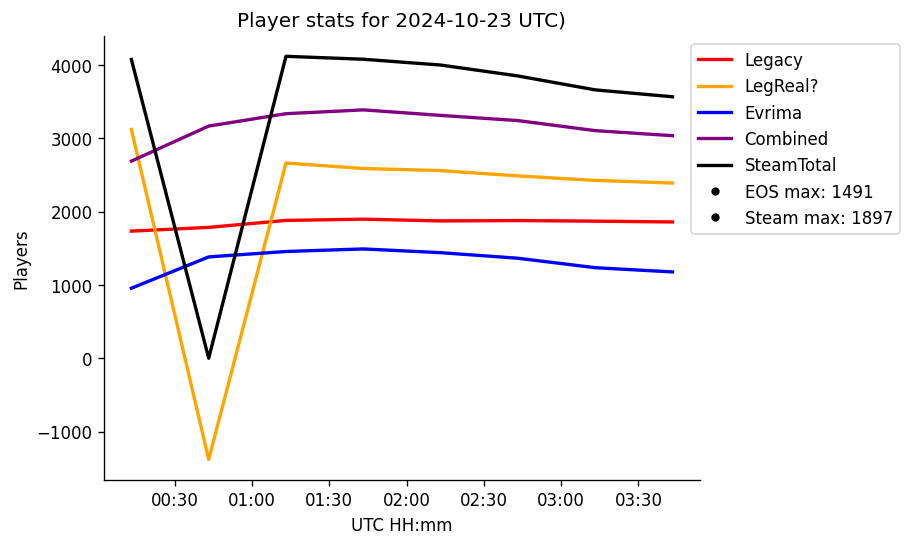 Player stats for 2024-10-23 UTC)
Players
4000
3000
2000
1000
0
−1000
00:30 01:00 01:30 02:00 02:30 03:00 03:30
UTC HH:mm
Legacy
LegReal?
Evrima
Combined
SteamTotal
EOS max: 1491
Steam max: 1897